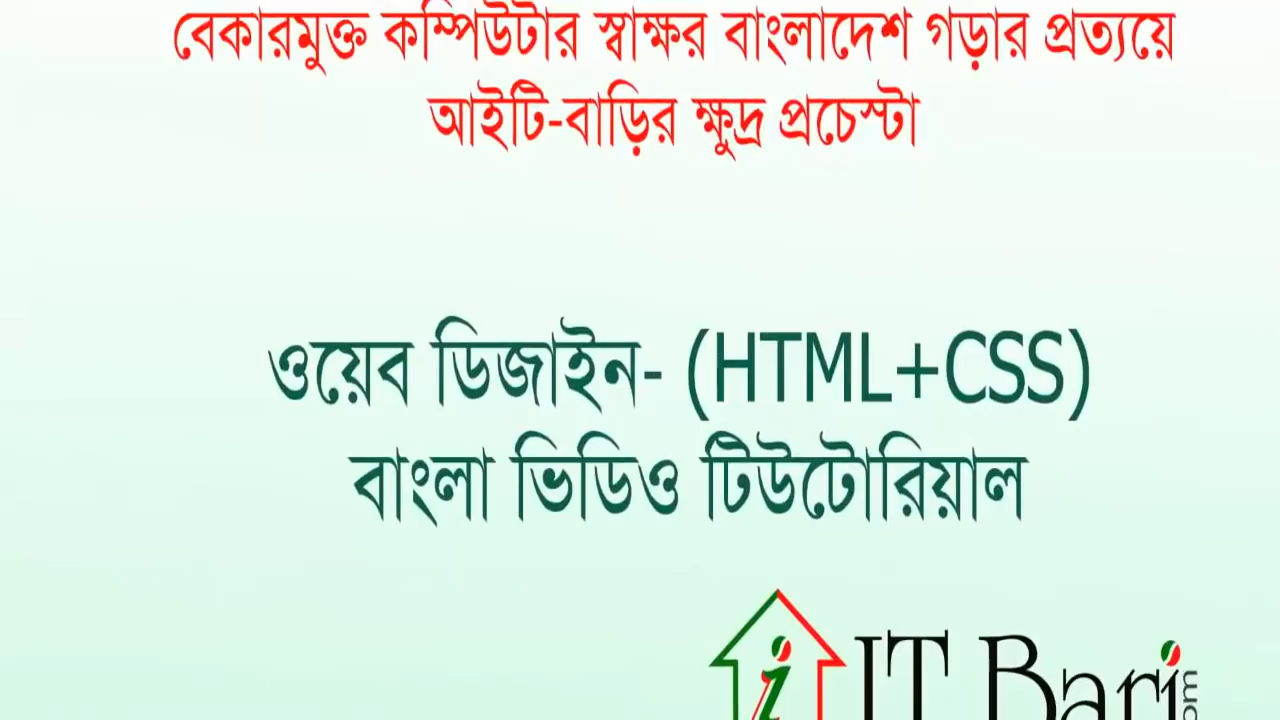 বেকারমুক্ত কম্পিউটার স্বাক্ষর বাংলাদেশ গড়ার প্রত্যয়ে
আইটি-বাড়ির ক্ষুদ্র প্রচেস্টা
ওয়েব ডিজাইন- (HTML+CSS)
বাংলা ভিডিও টিউটোরিয়াল
IT Bari